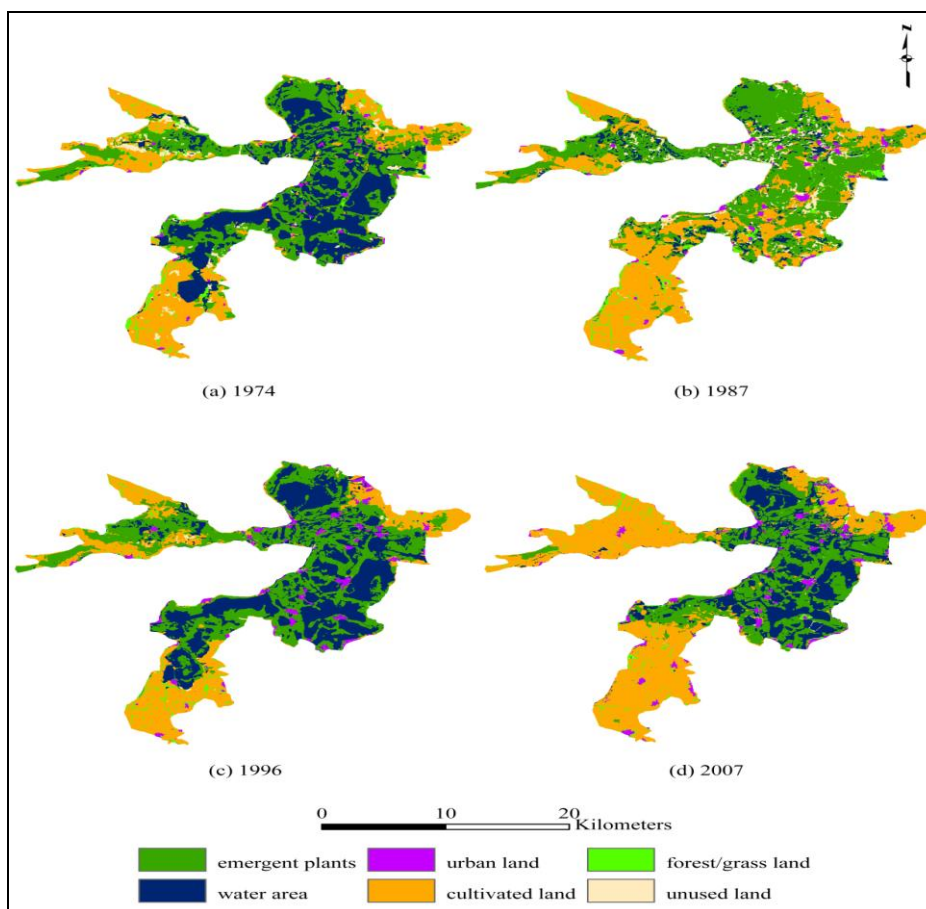 N
(a) 1974
(b) 1987
(c) 1996
(d) 2007
0 10 20
Kilometers
emergent plants urban land forest/grass land
water area cultivated land unused land